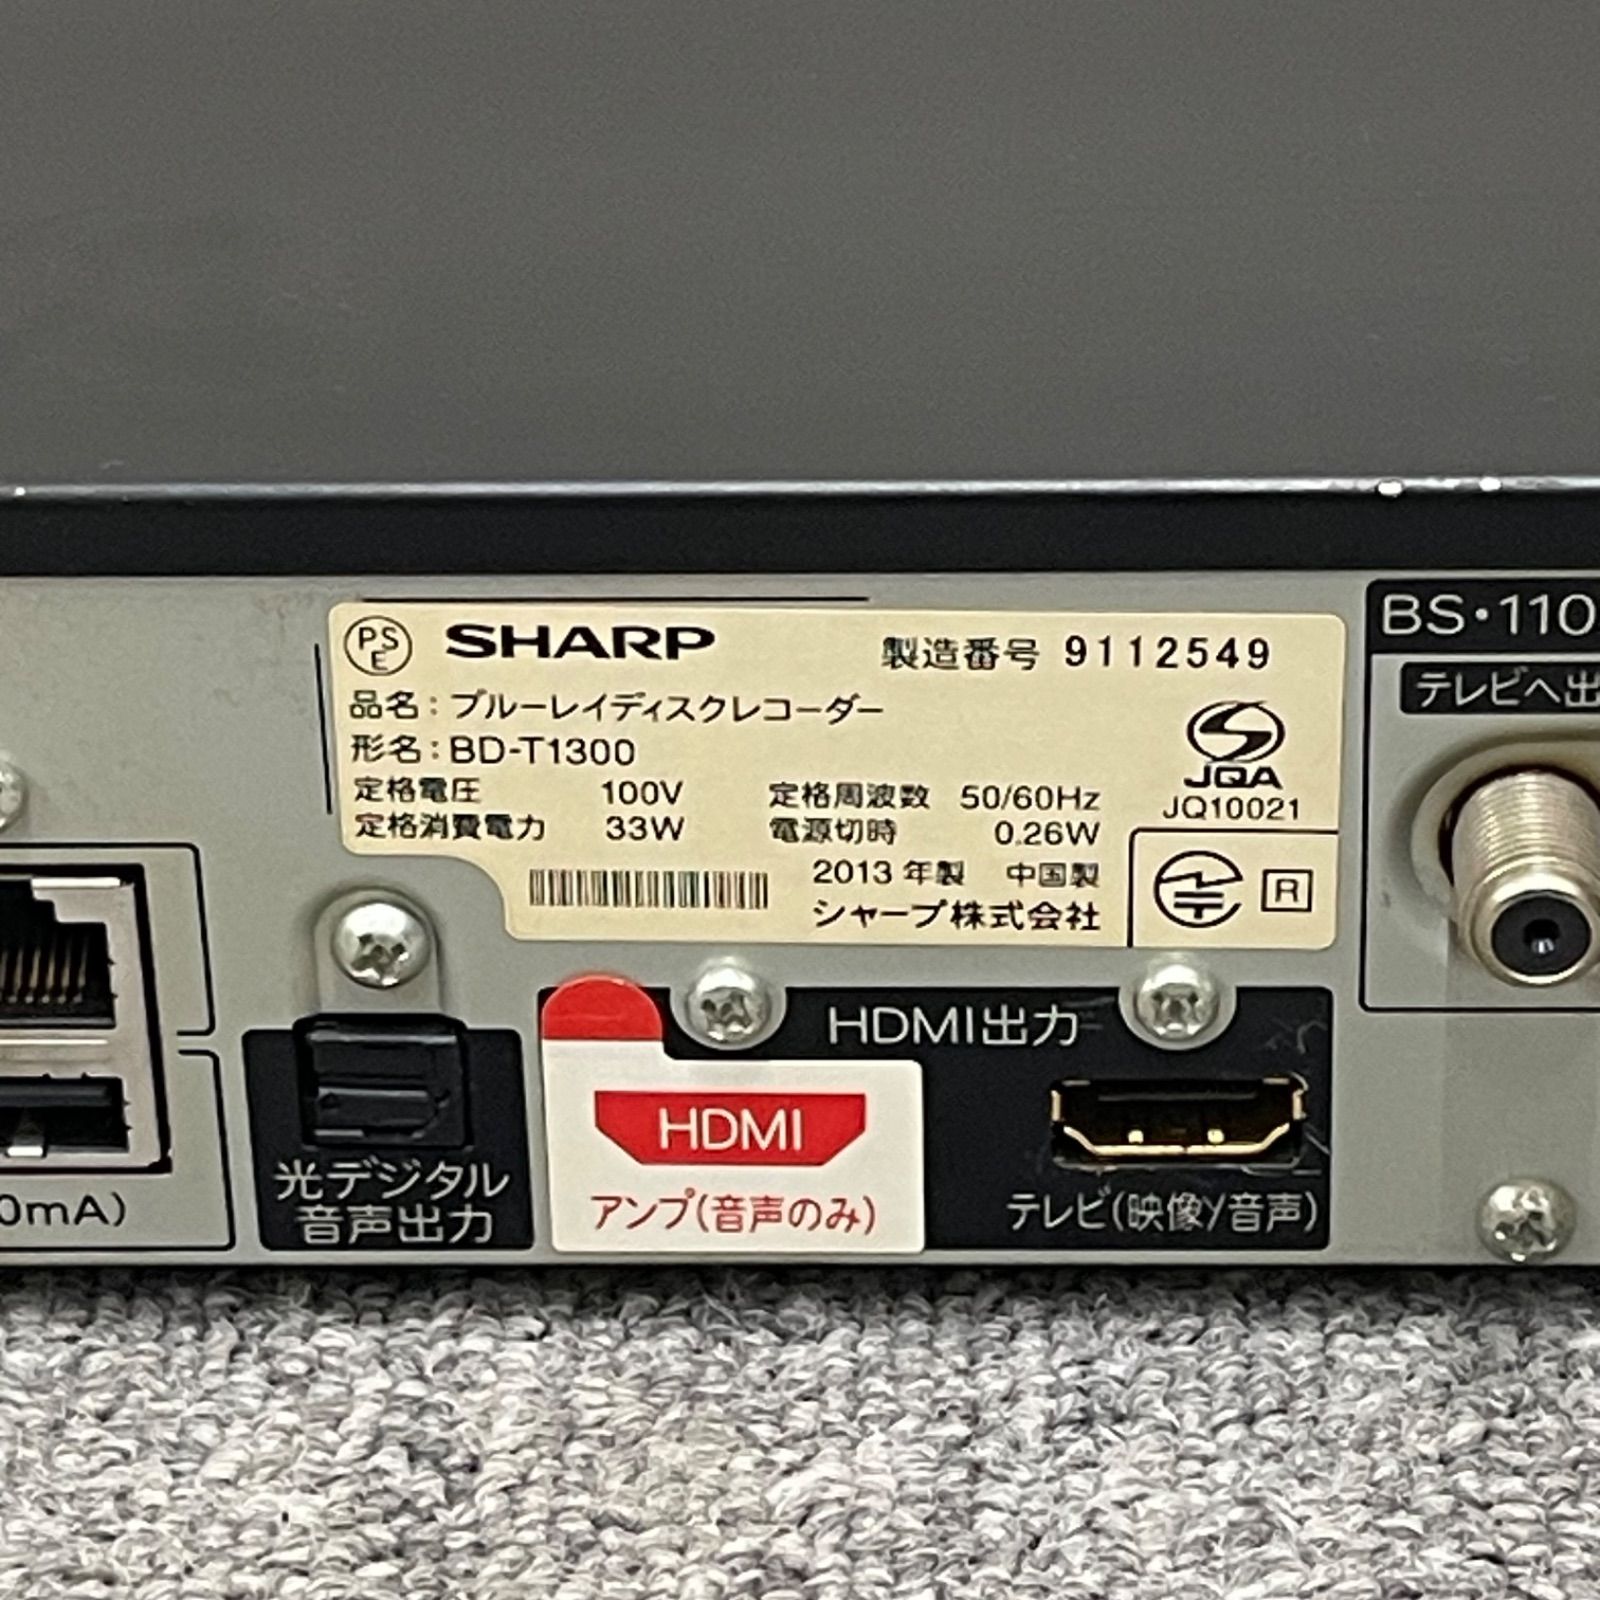 PSE SHARP 製造番号 9112549
品名：ブルーレイディスクレコーダー
形名：BD-T1300
定格電圧 100V 定格周波数 50/60Hz
定格消費電力 33W 電源切時 0.26W
JQA
JQ10021
2013年製 中国製
シャープ株式会社
R
BS・110
テレビへ出
HDMI出力
HDMI
アンプ(音声のみ)
テレビ(映像/音声)
光デジタル
音声出力
0mA)